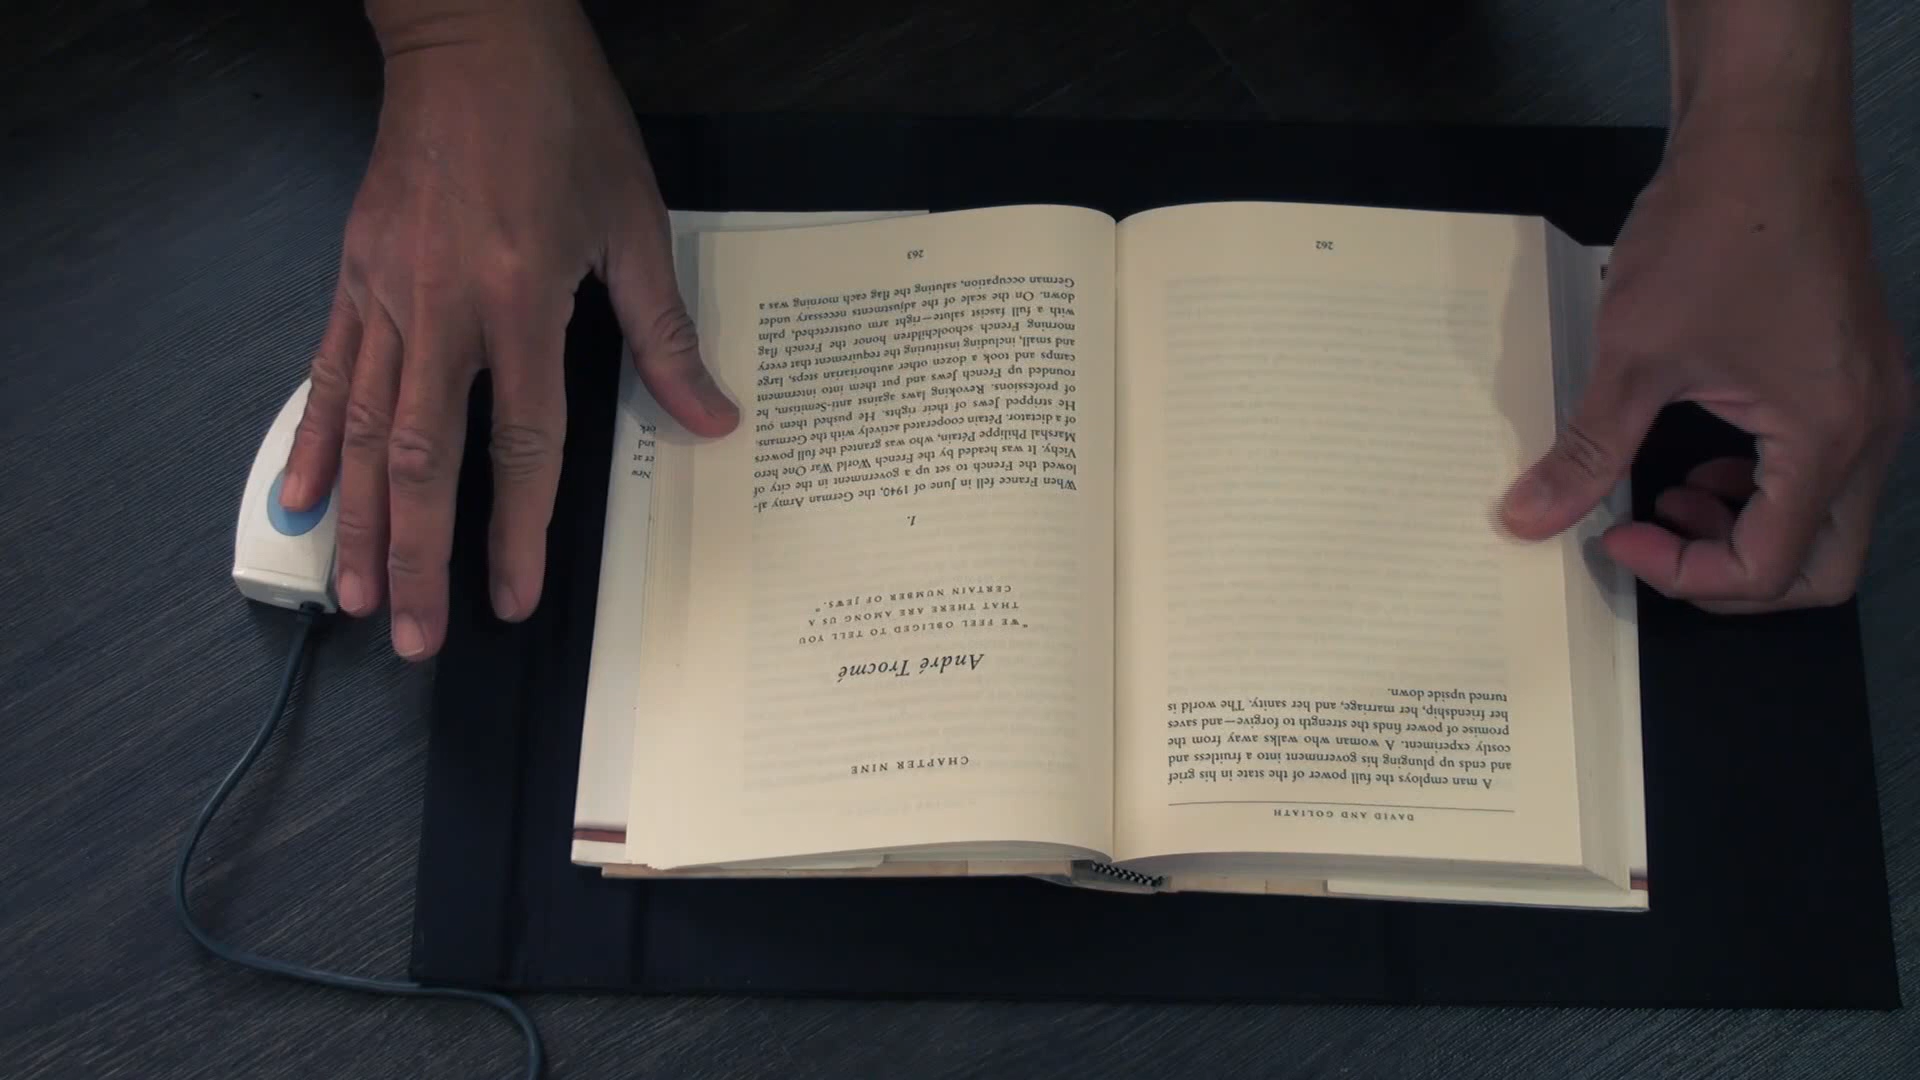 DAVID AND GOLIATH
A man employs the full power of the state in his grief
and ends up plunging his government into a fruitless and
costly experiment. A woman who walks away from the
promise of power finds the strength to forgive—and saves
her friendship, her marriage, and her sanity. The world is
turned upside down.
262
CHAPTER NINE
André Trocmé
"WE FEEL OBLIGED TO TELL YOU
THAT THERE ARE AMONG US A
CERTAIN NUMBER OF JEWS."
1.
When France fell in June of 1940, the German Army al-
lowed the French to set up a government in the city of
Vichy. It was headed by the French World War One hero
Marshal Philippe Pétain, who was granted the full powers
of a dictator. Pétain cooperated actively with the Germans.
He stripped Jews of their rights. He pushed them out
of professions. Revoking laws against anti-Semitism, he
rounded up French Jews and put them into internment
camps and took a dozen other authoritarian steps, large
and small, including instituting the requirement that every
morning French schoolchildren honor the French flag
with a full fascist salute—right arm outstretched, palm
down. On the scale of the adjustments necessary under
German occupation, saluting the flag each morning was a
263
New
er at
and
ork